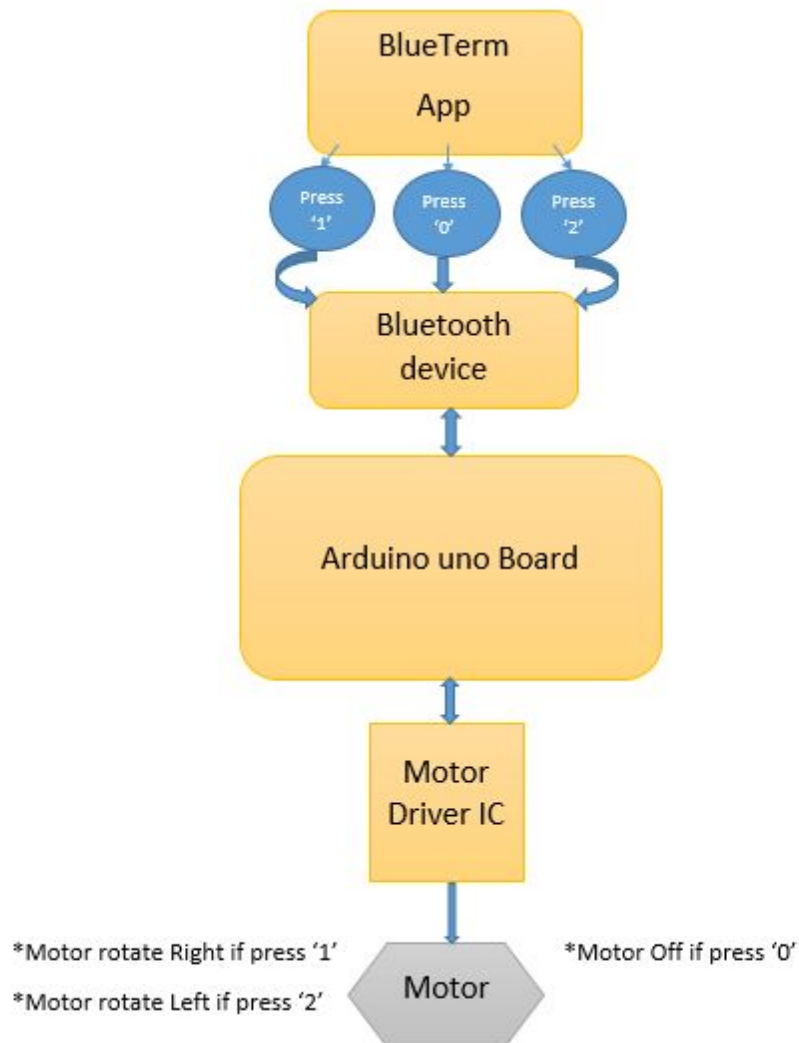 BlueTerm
App
Press
‘1’
Press
‘0’
Press
‘2’
Bluetooth
device
Arduino uno Board
Motor
Driver IC
*Motor rotate Right if press ‘1’
*Motor Off if press ‘0’
*Motor rotate Left if press ‘2’
Motor